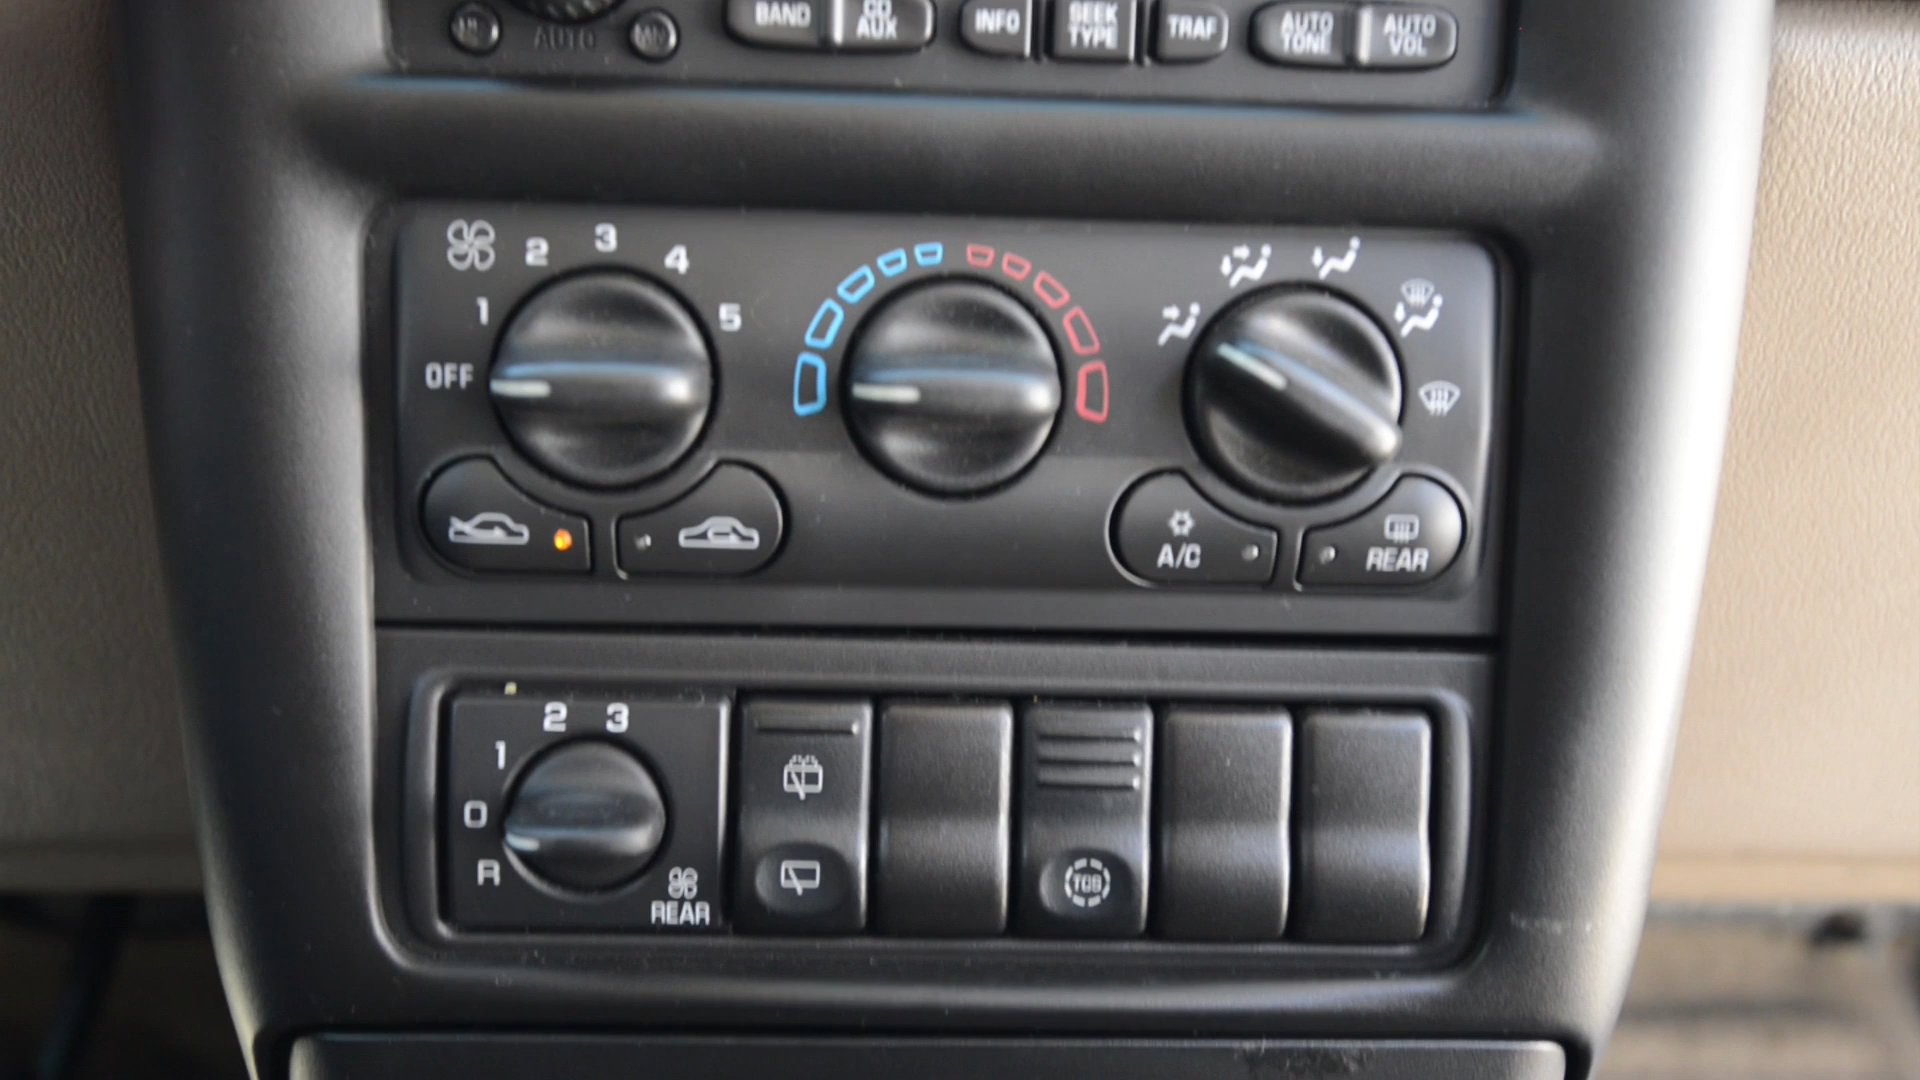 AUTO
BAND
CD
AUX
INFO
SEEK
TYPE
TRAF
AUTO
TONE
AUTO
VOL
OFF
1
2
3
4
5
A/C
REAR
R
0
1
2
3
REAR
TCS